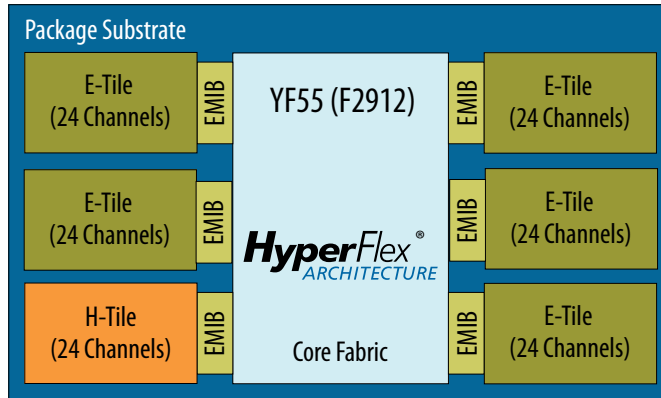 Package Substrate
E-Tile
(24 Channels)
EMIB
YF55 (F2912)
EMIB
E-Tile
(24 Channels)
E-Tile
(24 Channels)
EMIB
HyperFlex®
ARCHITECTURE
EMIB
E-Tile
(24 Channels)
H-Tile
(24 Channels)
EMIB
Core Fabric
EMIB
E-Tile
(24 Channels)